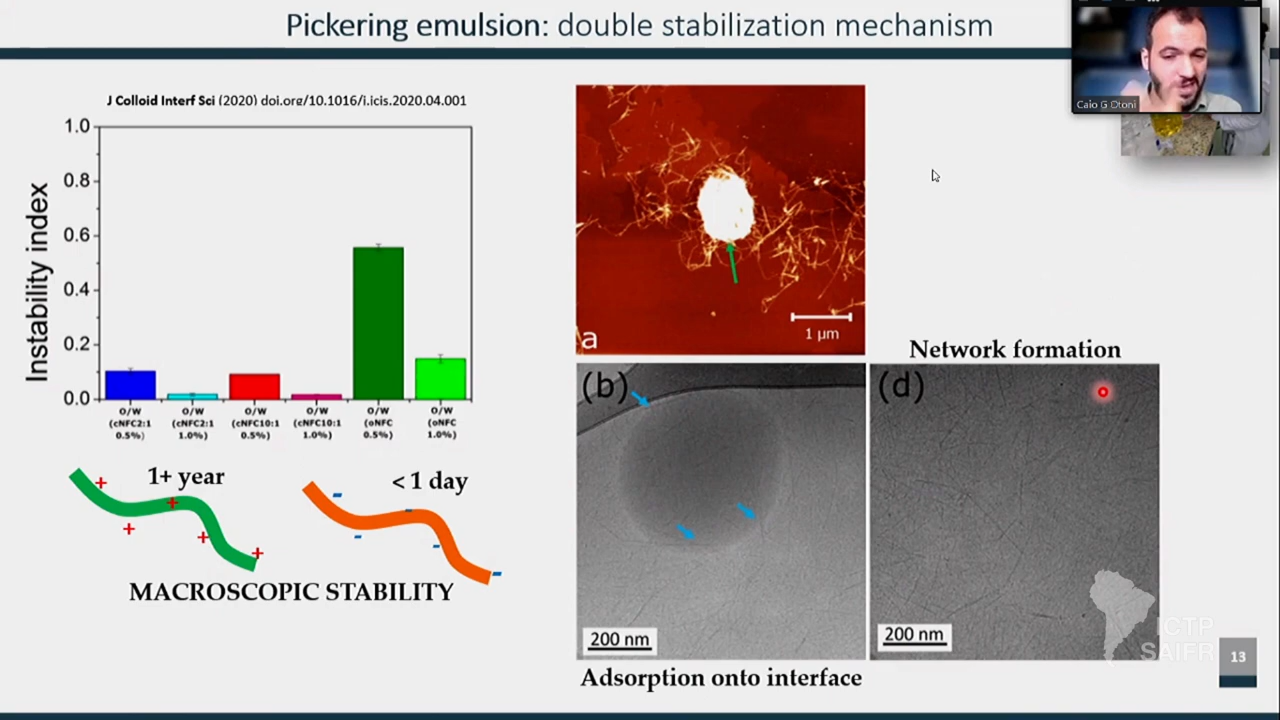 Pickering emulsion: double stabilization mechanism
Caio G Otoni
J Colloid Interf Sci (2020) doi.org/10.1016/i.icis.2020.04.001
Instability index
1.0
0.8
0.6
0.4
0.2
0.0
O/W (cNFC2:1 0.5%)
O/W (cNFC2:1 1.0%)
O/W (cNFC10:1 0.5%)
O/W (cNFC10:1 1.0%)
O/W (oNFC 0.5%)
O/W (oNFC 1.0%)
1+ year
< 1 day
+ + + + +
- - - - -
MACROSCOPIC STABILITY
a
1 μm
Network formation
(b)
200 nm
(d)
200 nm
Adsorption onto interface
ICTP
SAIFR
13